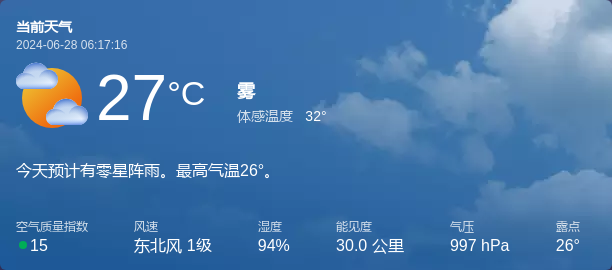 当前天气
2024-06-28 06:17:16
27°C
雾
体感温度 32°
今天预计有零星阵雨。最高气温26°。
空气质量指数 风速 湿度 能见度 气压 露点
15 东北风 1级 94% 30.0 公里 997 hPa 26°